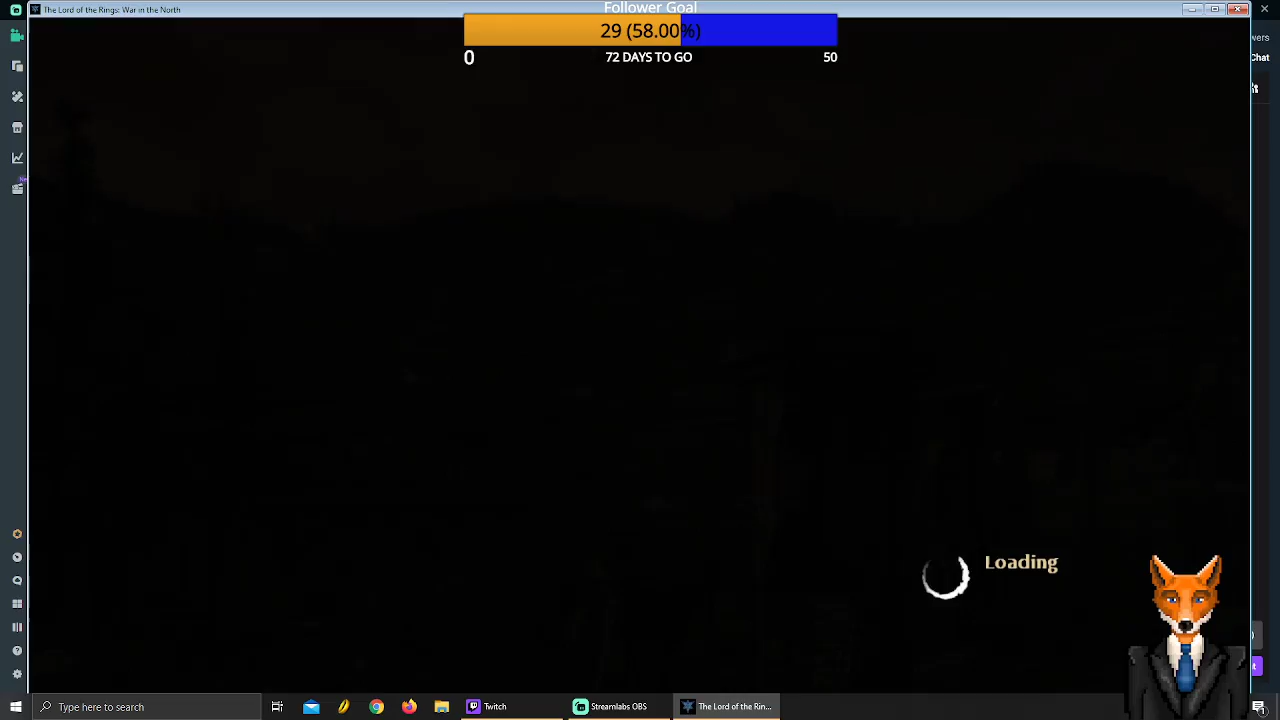 The Lord of the Rings: War in the North
Follower Goal
29 (58.00%)
0
72 DAYS TO GO
50
Chat
Loading
Type here to search
Twitch
Streamlabs OBS
The Lord of the Rin...